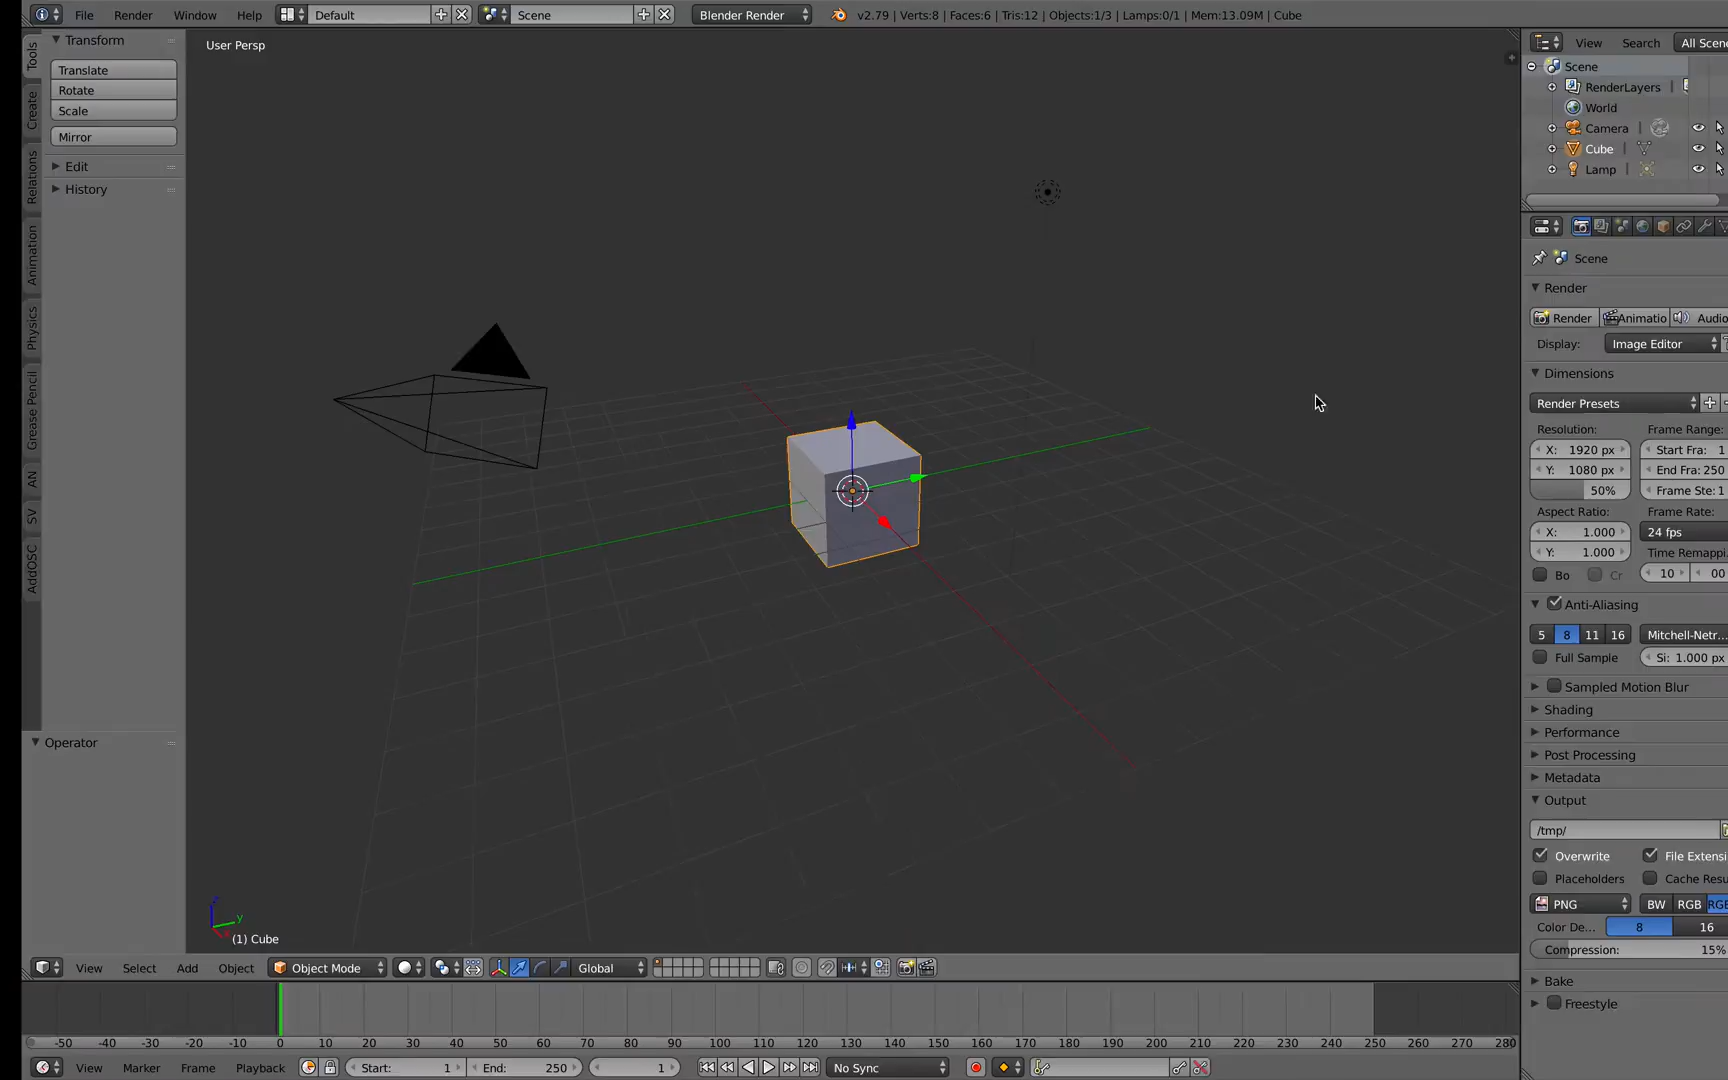 File Render Window Help Default Scene Blender Render v2.79 | Verts:8 | Faces:6 | Tris:12 | Objects:1/3 | Lamps:0/1 | Mem:13.09M | Cube
Transform
Translate
Rotate
Scale
Mirror
Edit
History
Tools
Create
Relations
Animation
Physics
Grease Pencil
AN
SV
AddOSC
Operator
User Persp
z
y
(1) Cube
View Search All Scen
Scene
RenderLayers |
World
Camera |
Cube |
Lamp |
Scene
Render
Render Animatio Audio
Display: Image Editor
Dimensions
Render Presets
Resolution: Frame Range:
X: 1920 px Start Fra: 1
Y: 1080 px End Fra: 250
50% Frame Ste: 1
Aspect Ratio: Frame Rate:
X: 1.000 24 fps
Y: 1.000 Time Remappi..
Bo Cr 10 00
Anti-Aliasing
5 8 11 16 Mitchell-Netr...
Full Sample Si: 1.000 px
Sampled Motion Blur
Shading
Performance
Post Processing
Metadata
Output
/tmp/
Overwrite File Extensi
Placeholders Cache Resu
PNG BW RGB RGB
Color De... 8 16
Compression: 15%
Bake
Freestyle
View Select Add Object Object Mode Global
-50 -40 -30 -20 -10 0 10 20 30 40 50 60 70 80 90 100 110 120 130 140 150 160 170 180 190 200 210 220 230 240 250 260 270 280
View Marker Frame Playback Start: 1 End: 250 1 No Sync